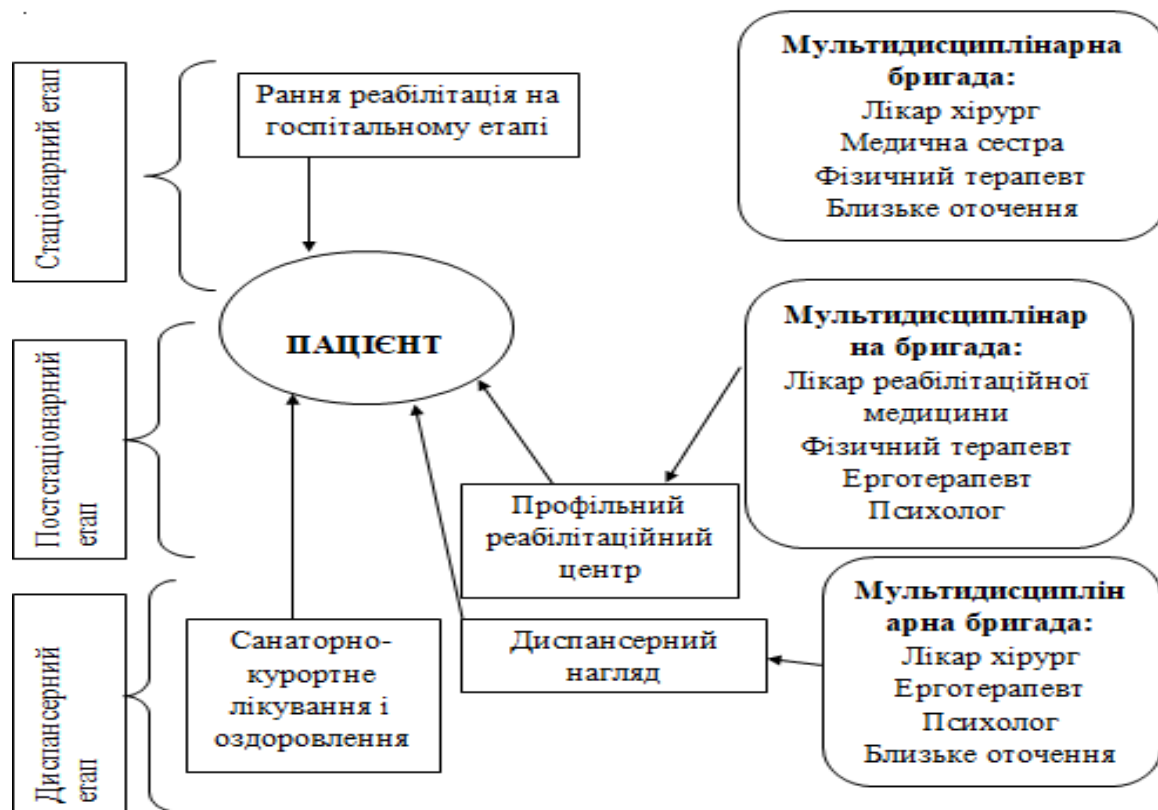 Стаціонарний етап
Рання реабілітація на
госпітальному етапі
Мультидисциплінарна
бригада:
Лікар хірург
Медична сестра
Фізичний терапевт
Близьке оточення
ПАЦІЄНТ
Постстаціонарний
етап
Мультидисциплінар
на бригада:
Лікар реабілітаційної
медицини
Фізичний терапевт
Ерготерапевт
Психолог
Профільний
реабілітаційний
центр
Диспансерний
етап
Санаторно-
курортне
лікування і
оздоровлення
Диспансерний
нагляд
Мультидисциплін
арна бригада:
Лікар хірург
Ерготерапевт
Психолог
Близьке оточення